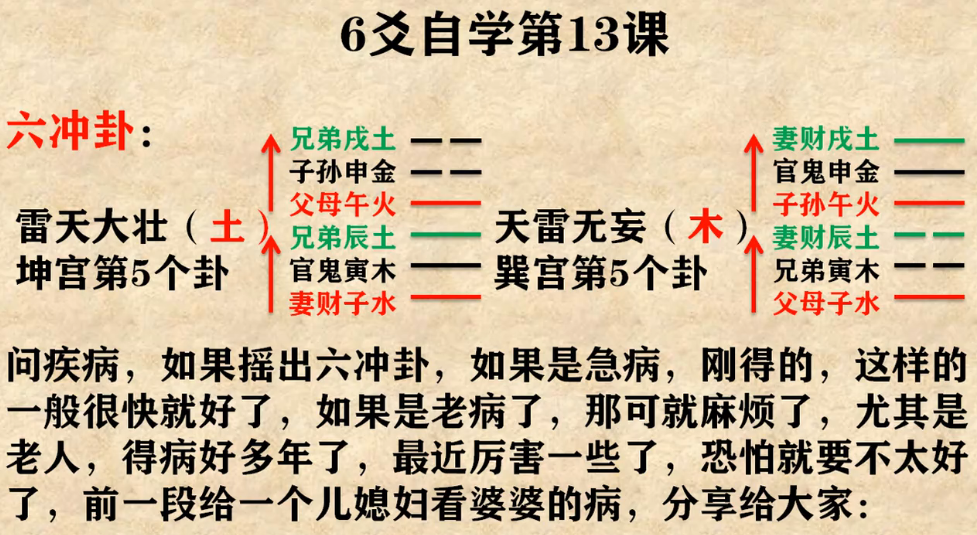 6爻自学第13课
六冲卦：
雷天大壮（土）
坤宫第5个卦
兄弟戌土
子孙申金
父母午火
兄弟辰土
官鬼寅木
妻财子水
天雷无妄（木）
巽宫第5个卦
妻财戌土
官鬼申金
子孙午火
妻财辰土
兄弟寅木
父母子水
问疾病，如果摇出六冲卦，如果是急病，刚得的，这样的
一般很快就好了，如果是老病了，那可就麻烦了，尤其是
老人，得病好多年了，最近厉害一些了，恐怕就要不太好
了，前一段给一个儿媳妇看婆婆的病，分享给大家：